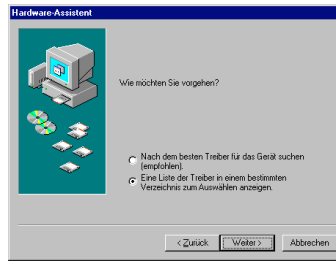 Hardware-Assistent
Wie möchten Sie vorgehen?
Nach dem besten Treiber für das Gerät suchen
(empfohlen).
Eine Liste der Treiber in einem bestimmten
Verzeichnis zum Auswählen anzeigen.
< Zurück
Weiter >
Abbrechen